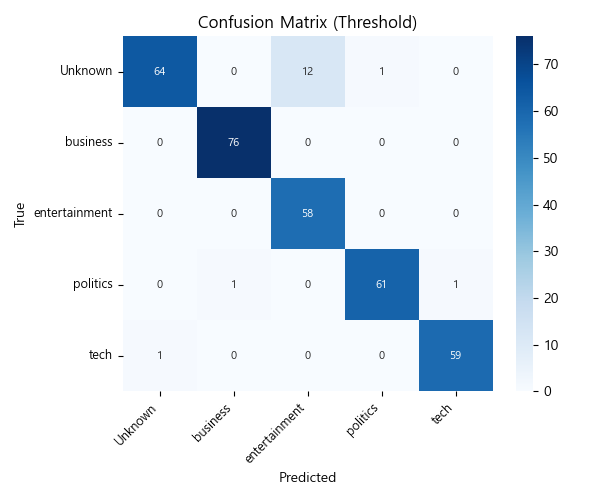 Confusion Matrix (Threshold)
True
Unknown 64 0 12 1 0
business 0 76 0 0 0
entertainment 0 0 58 0 0
politics 0 1 0 61 1
tech 1 0 0 0 59
Unknown business entertainment politics tech
Predicted
70
60
50
40
30
20
10
0